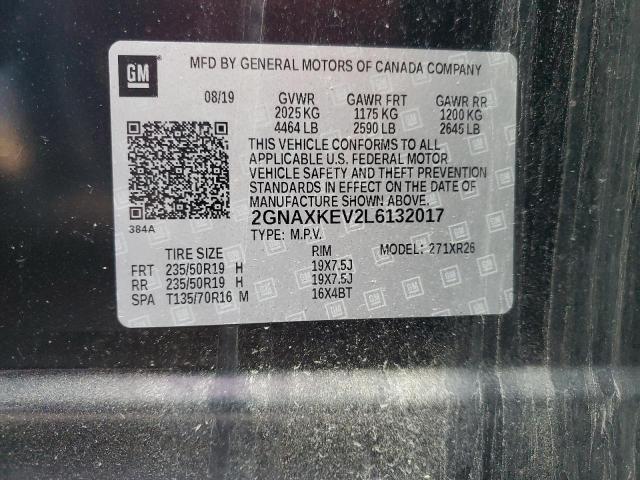 GM
MFD BY GENERAL MOTORS OF CANADA COMPANY
08/19 GVWR GAWR FRT GAWR RR
2025 KG 1175 KG 1200 KG
4464 LB 2590 LB 2645 LB
THIS VEHICLE CONFORMS TO ALL
APPLICABLE U.S. FEDERAL MOTOR
VEHICLE SAFETY AND THEFT PREVENTION
STANDARDS IN EFFECT ON THE DATE OF
MANUFACTURE SHOWN ABOVE.
384A
2GNAXKEV2L6132017
TYPE: M.P.V. MODEL: 271XR26
TIRE SIZE RIM
FRT 235/50R19 H 19X7.5J
RR 235/50R19 H 19X7.5J
SPA T135/70R16 M 16X4BT